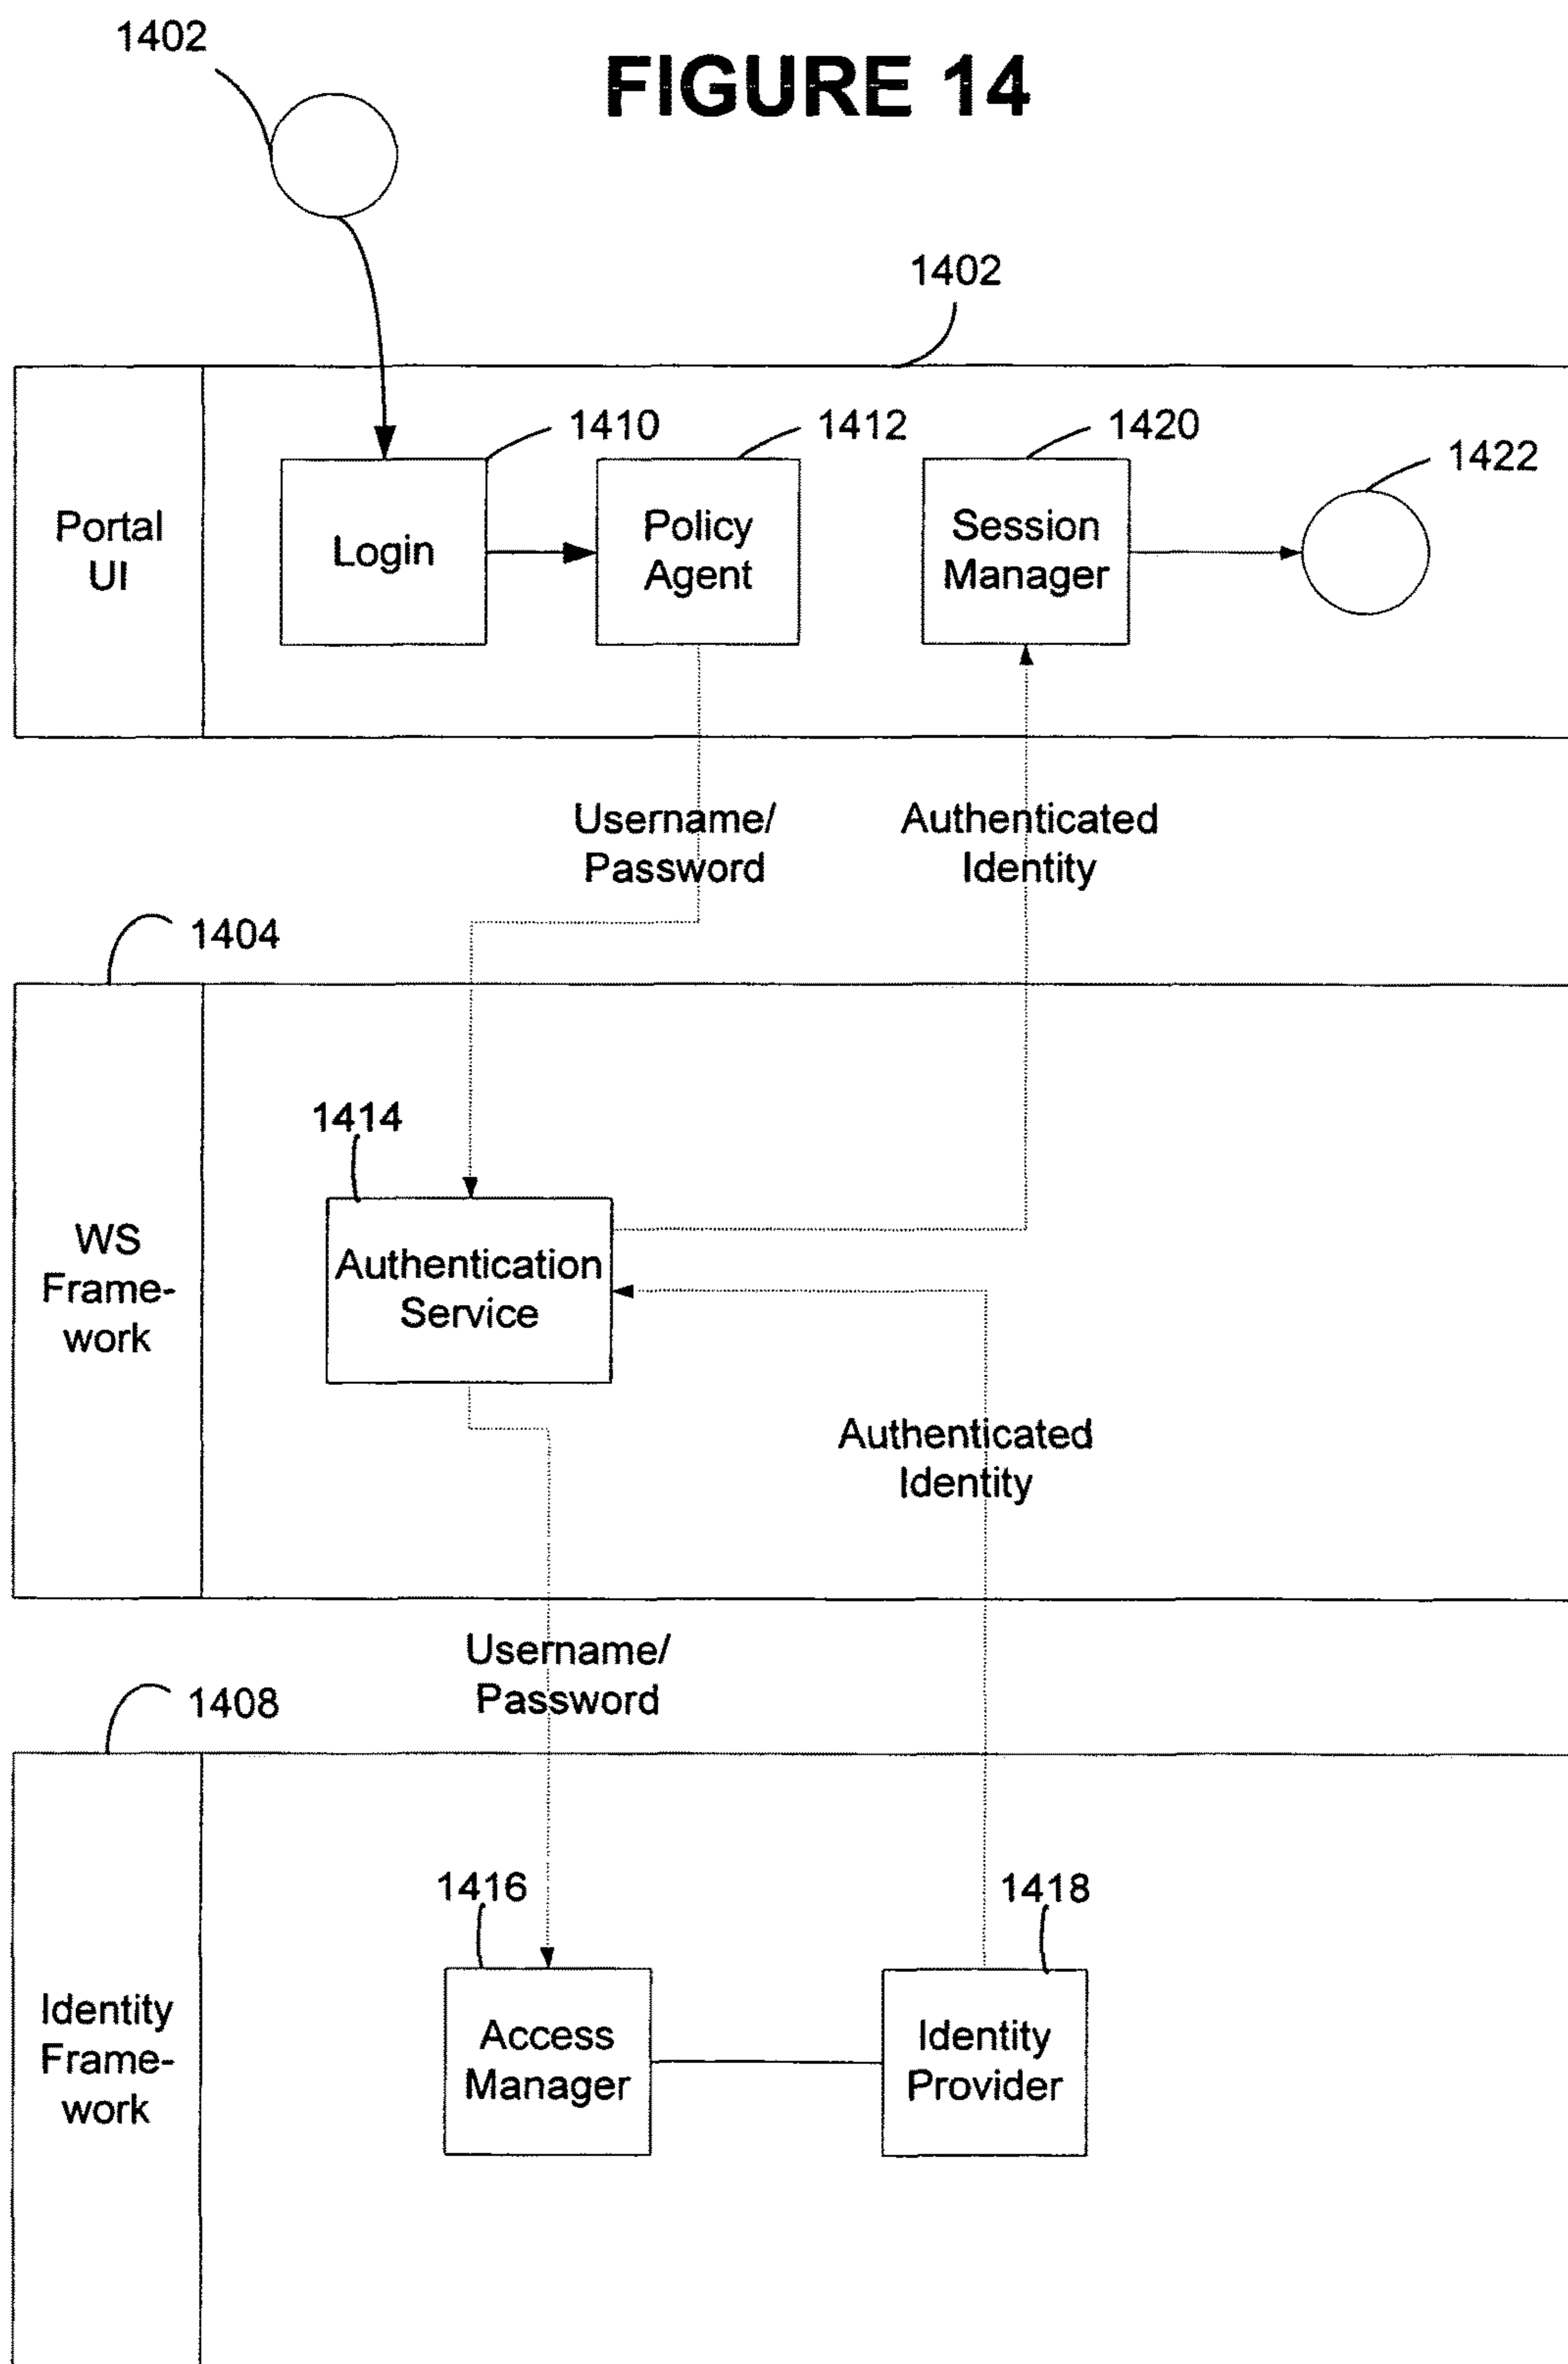 1402
FIGURE 14
1402
1410
1412
1420
1422
Portal
UI
Login
Policy
Agent
Session
Manager
Username/
Password
Authenticated
Identity
1404
1414
WS
Frame-
work
Authentication
Service
Authenticated
Identity
Username/
Password
1408
1416
1418
Identity
Frame-
work
Access
Manager
Identity
Provider